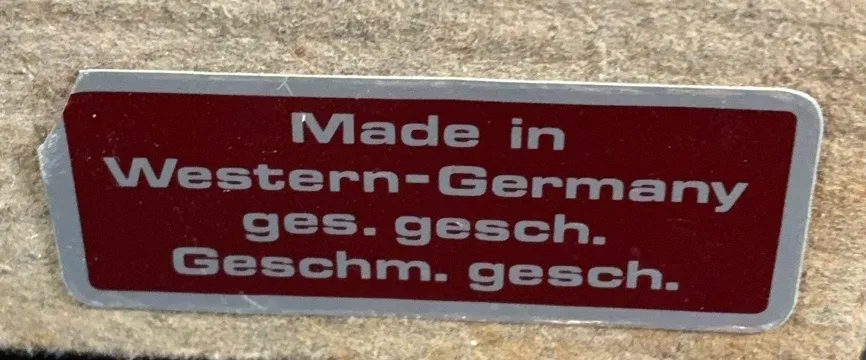 Made in
Western-Germany
ges. gesch.
Geschm. gesch.